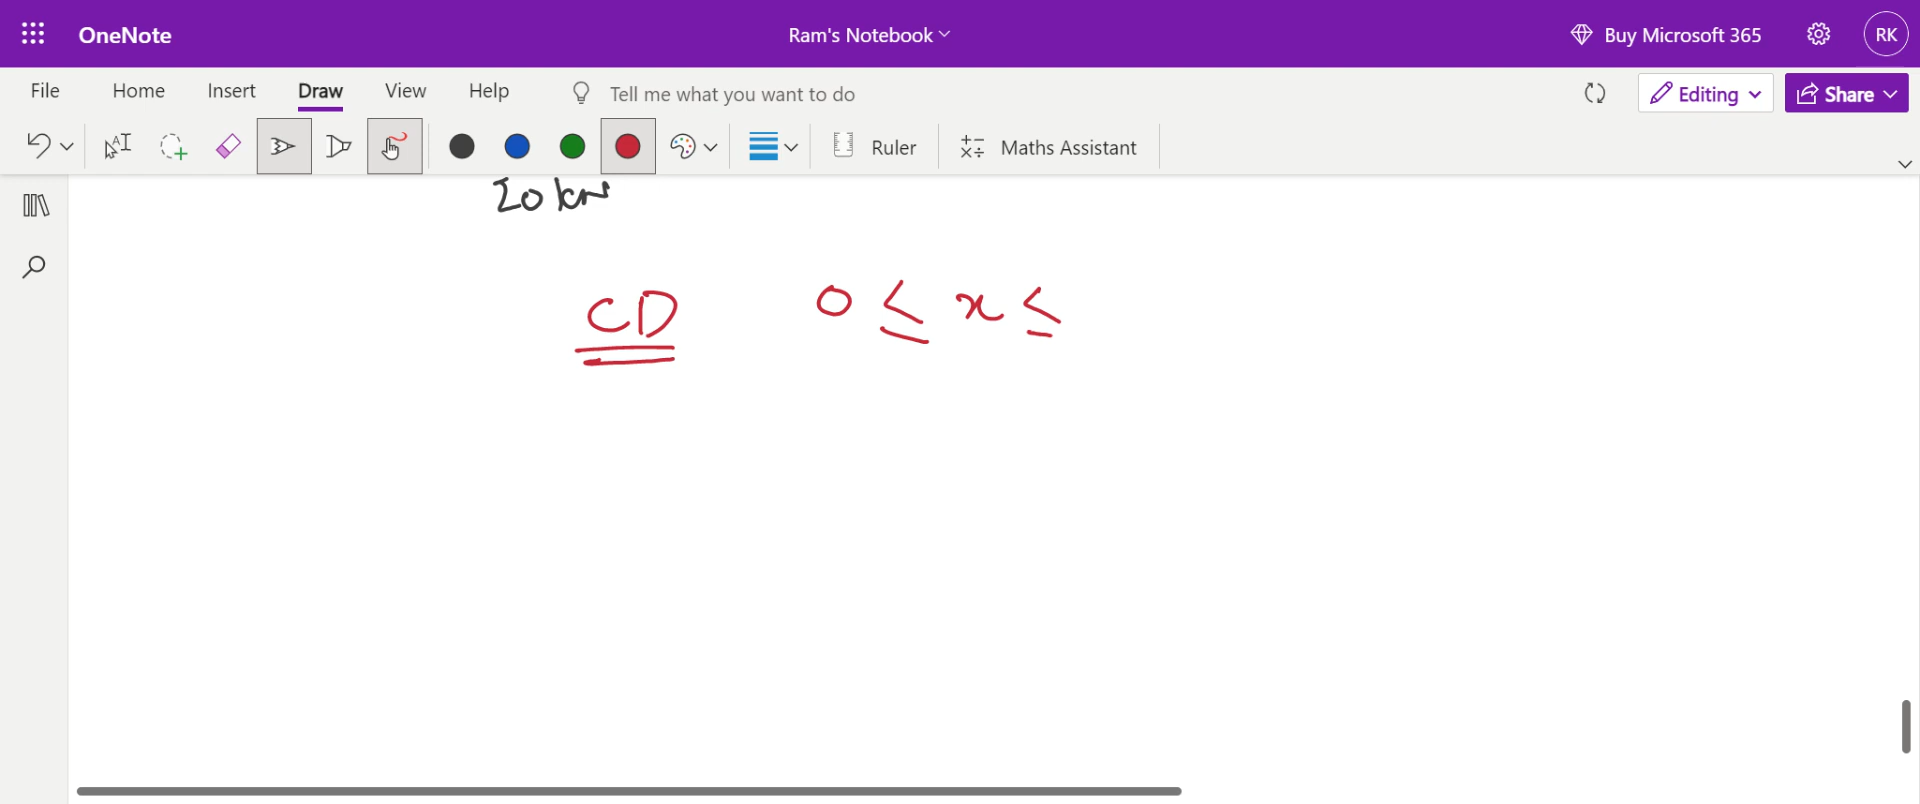 OneNote
Ram's Notebook
Buy Microsoft 365
RK
File Home Insert Draw View Help Tell me what you want to do
Editing Share
Ruler Maths Assistant
20 km
CD 0 ≤ x ≤